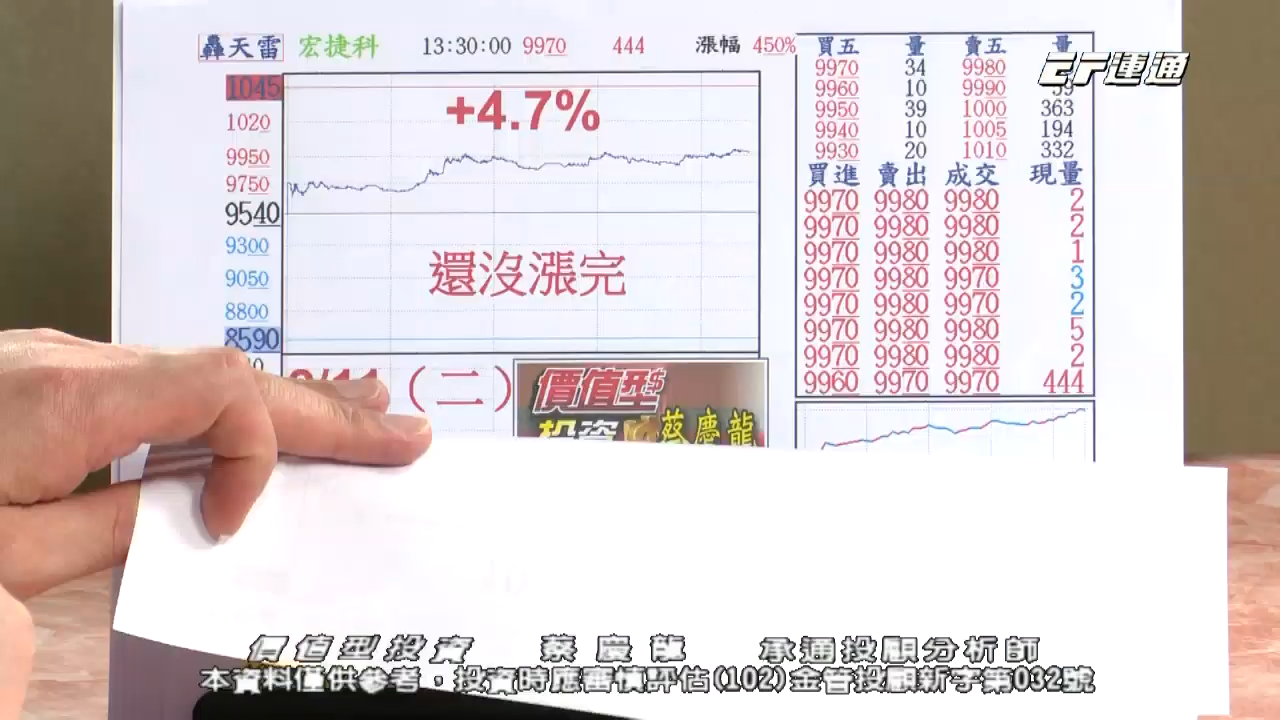 轟天雷 宏捷科 13:30:00 9970 444 漲幅 450%
買五 量 賣五 量
ET運通
1045
+4.7%
1020
9950
9750
9540
9300
9050
8800
8590
還沒漲完
9970 34 9980
9960 10 9990 39
9950 39 1000 363
9940 10 1005 194
9930 20 1010 332
買進 賣出 成交 現量
9970 9980 9980 2
9970 9980 9980 2
9970 9980 9980 1
9970 9980 9970 3
9970 9980 9970 2
9970 9980 9980 5
9970 9980 9980 2
9960 9970 9970 444
(二)
價值型$
投資 蔡慶龍
價值型投資 蔡慶龍 承通投顧分析師
本資料僅供參考，投資時應審慎評估(102)金管投顧新字第032號